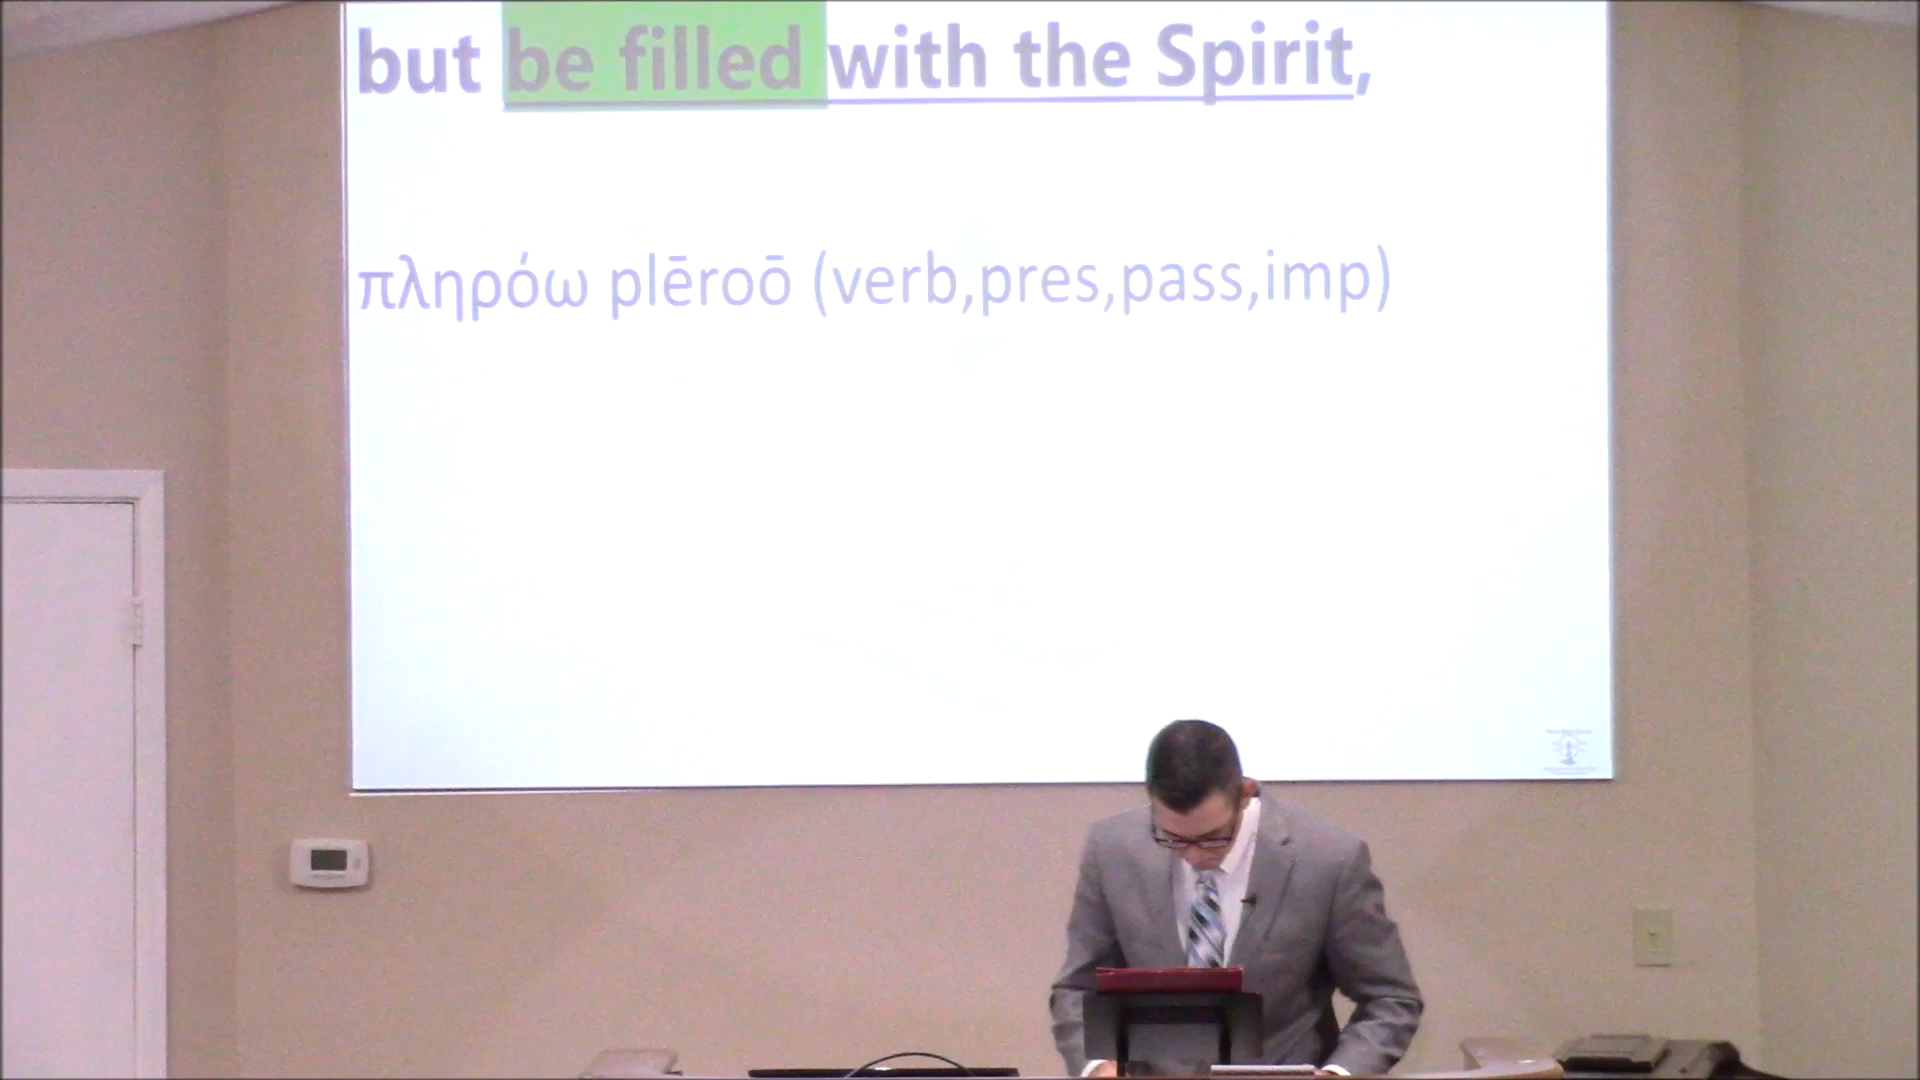 but be filled with the Spirit,
πληρόω plēroō (verb,pres,pass,imp)